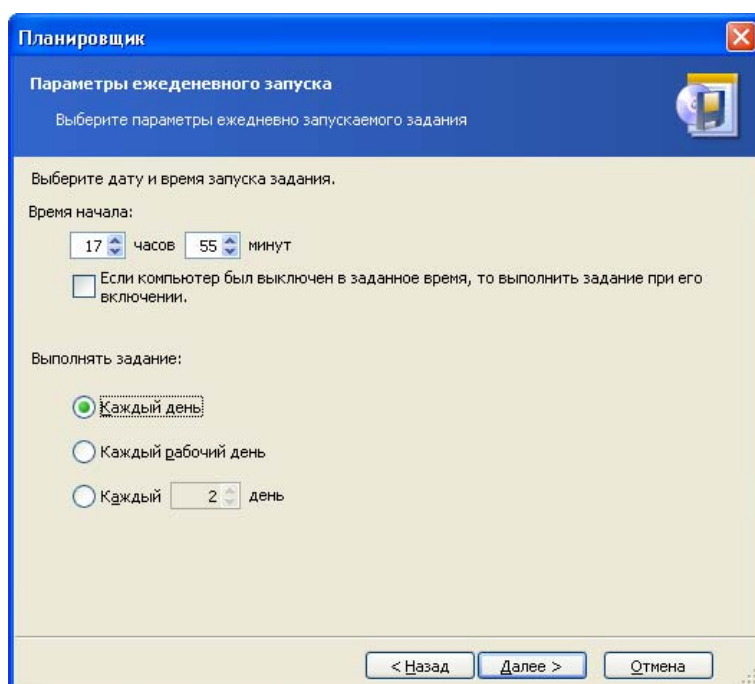 Планировщик
Параметры ежеденевного запуска
Выберите параметры ежедневно запускаемого задания
Выберите дату и время запуска задания.
Время начала:
17 часов 55 минут
Если компьютер был выключен в заданное время, то выполнить задание при его
включении.
Выполнять задание:
Каждый день
Каждый рабочий день
Каждый 2 день
< Назад Далее > Отмена